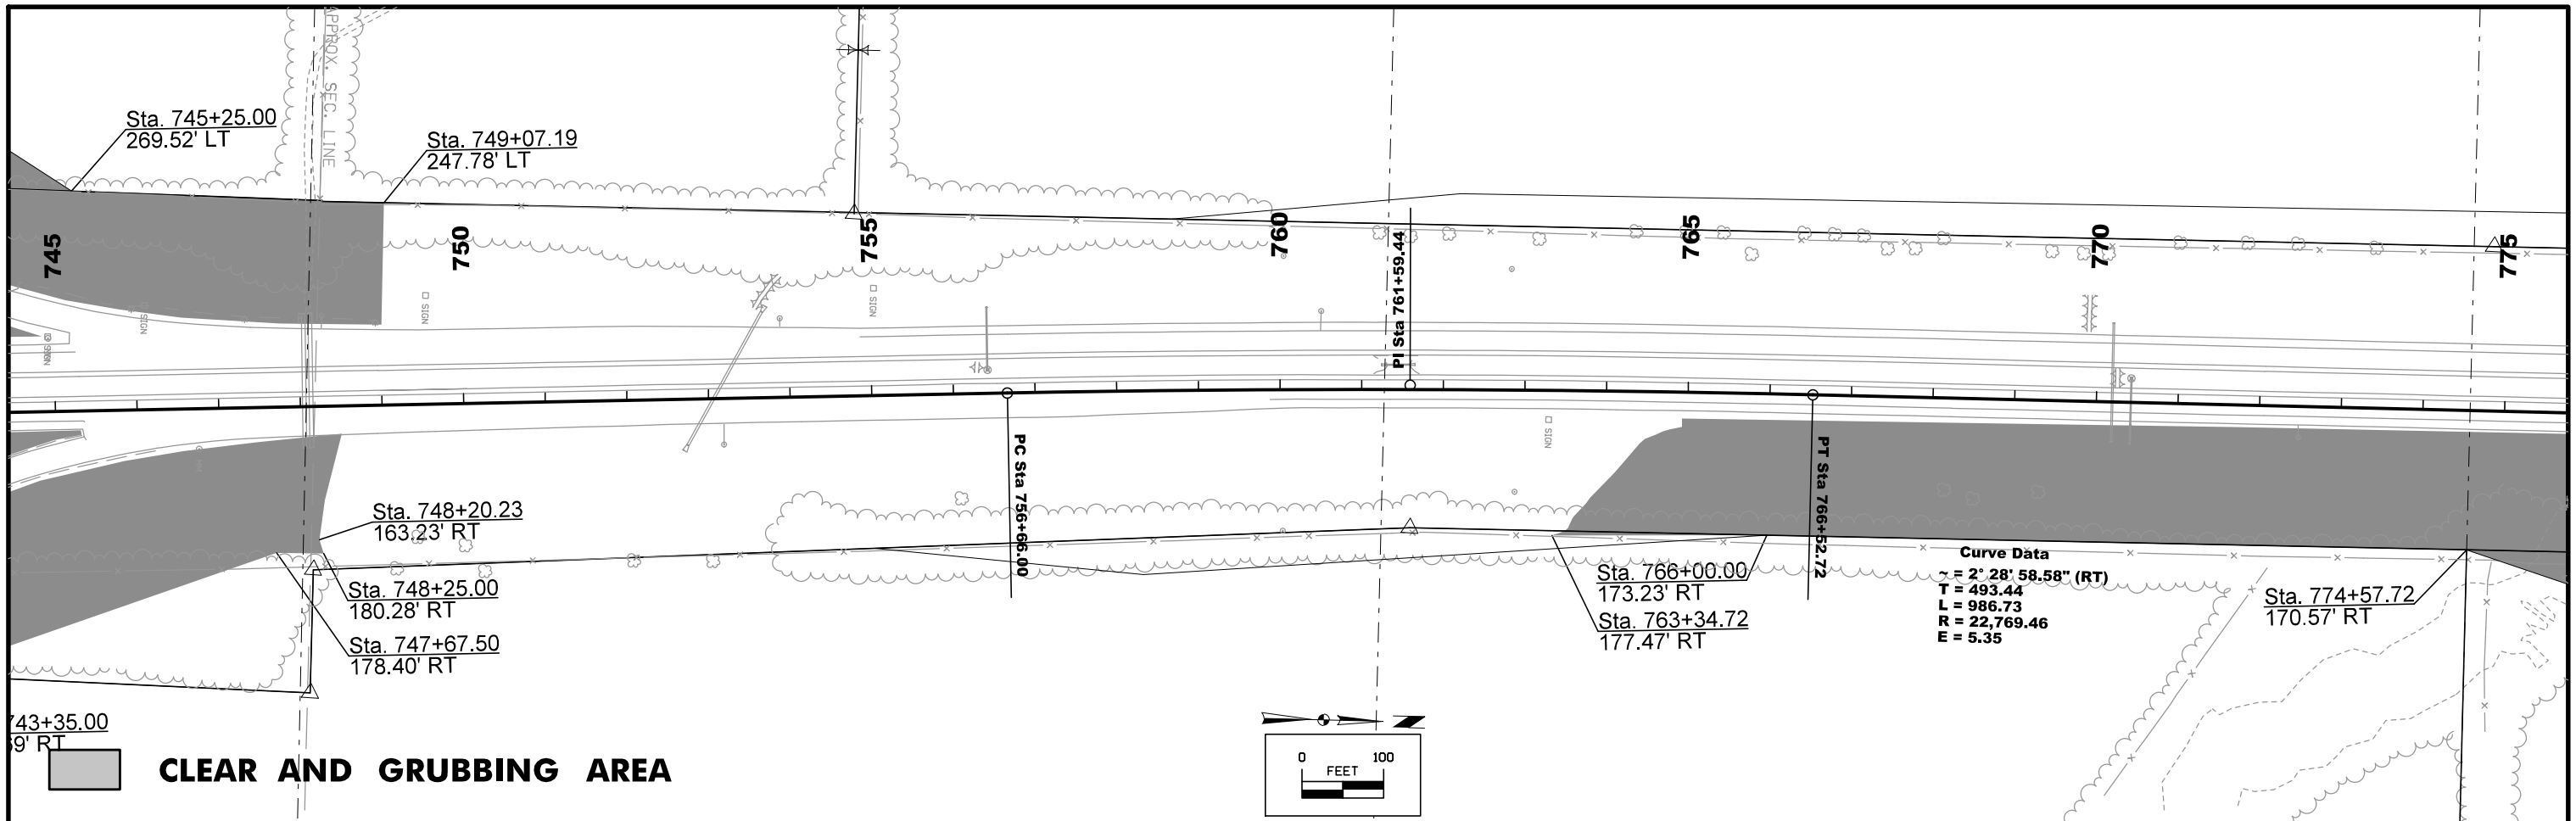 APPROX. SEC. LINE
Sta. 745+25.00
269.52' LT
Sta. 749+07.19
247.78' LT
745
750
755
760
765
770
775
PI Sta 761+59.44
SIGN
SIGN
SIGN
SIGN
PC Sta 756+66.00
PT Sta 766+52.72
Sta. 748+20.23
163.23' RT
Sta. 748+25.00
180.28' RT
Sta. 747+67.50
178.40' RT
Sta. 766+00.00
173.23' RT
Sta. 763+34.72
177.47' RT
Curve Data
~ = 2° 28' 58.58" (RT)
T = 493.44
L = 986.73
R = 22,769.46
E = 5.35
Sta. 774+57.72
170.57' RT
743+35.00
9' RT
CLEAR AND GRUBBING AREA
N
0 100
FEET